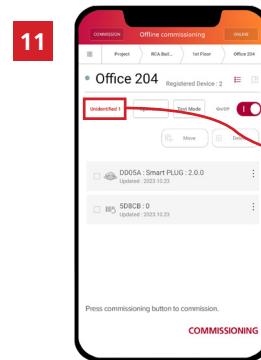 11
COMMISSION Offline commissioning ONLINE
Project RCA Buil... 1st Floor Office 204
Office 204 Registered Device : 2
Unidentified 1 Test Mode On/Off
Move
DD05A : Smart PLUG : 2.0.0
Updated : 2023.10.23
5D8CB : 0
Updated : 2023.10.23
Press commissioning button to commission.
COMMISSIONING